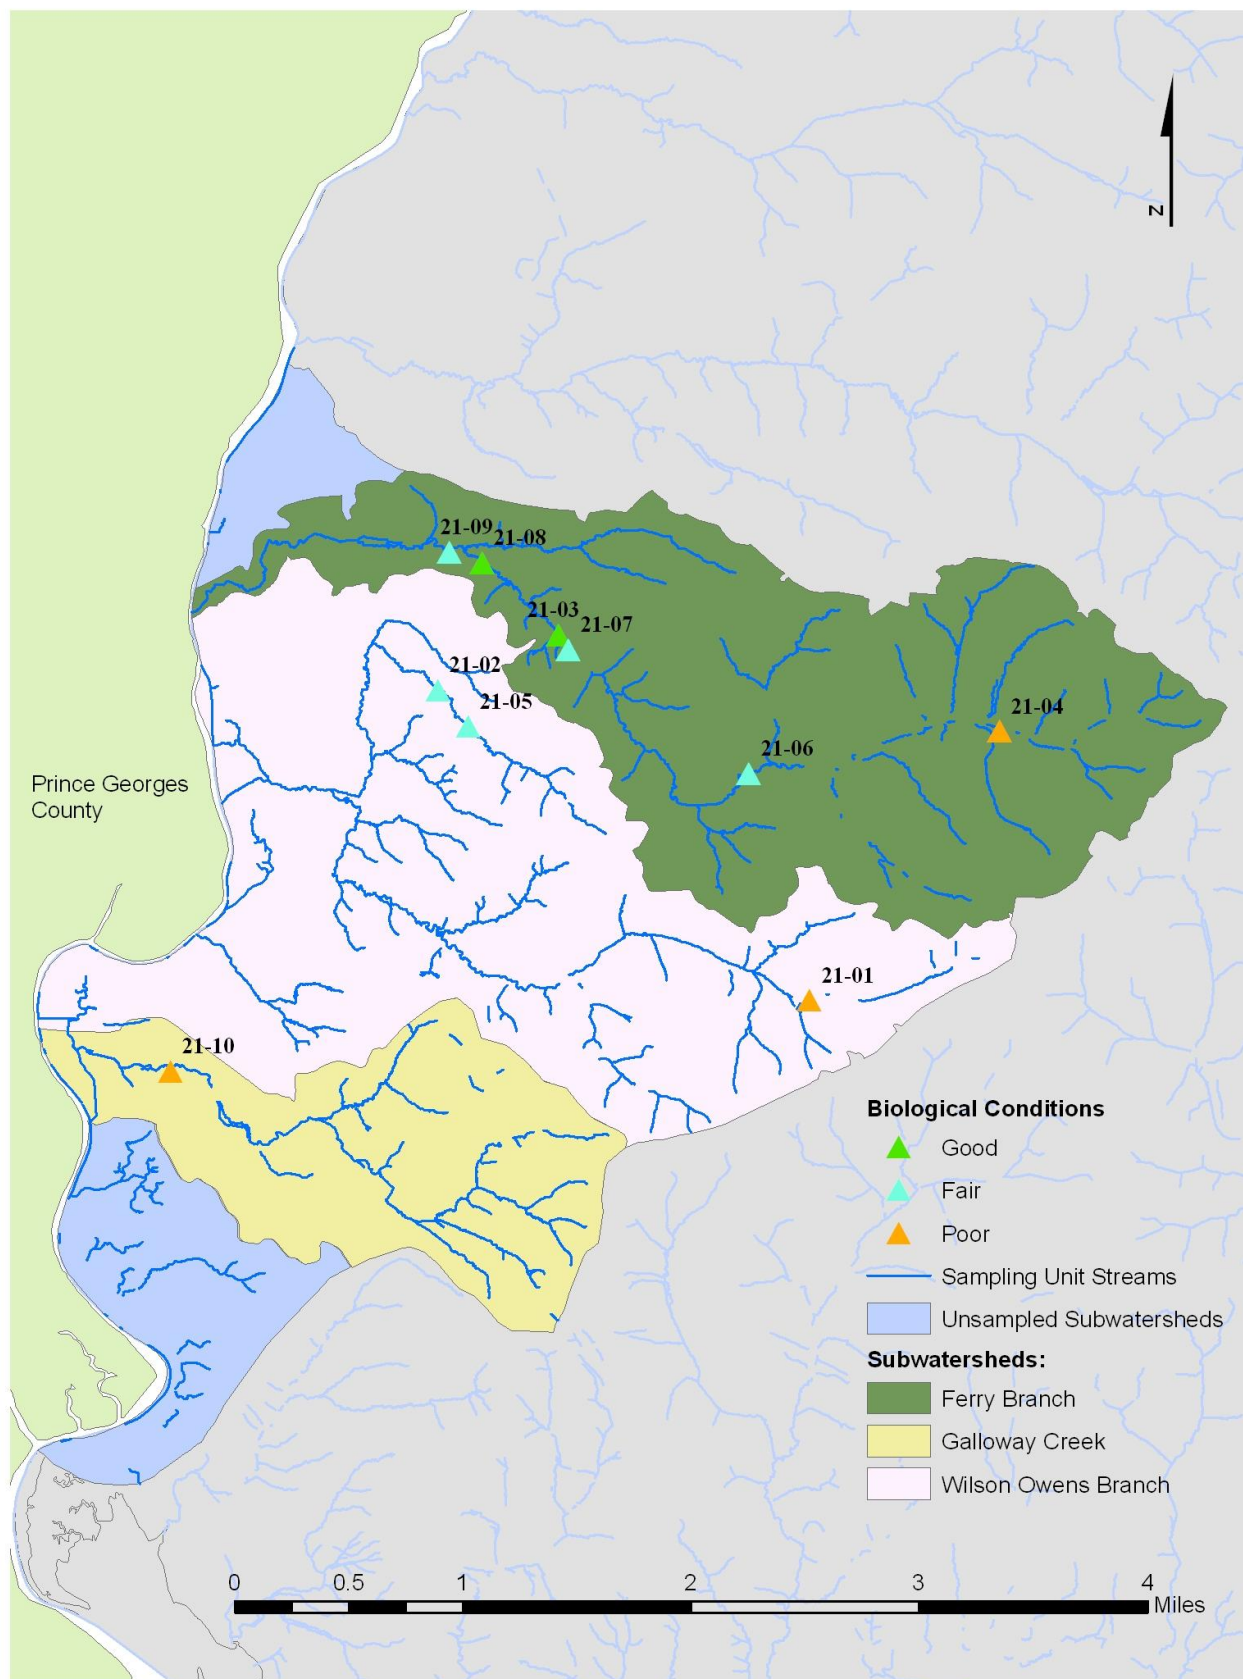 N
21-09
21-08
21-03
21-07
21-02
21-05
21-04
21-06
Prince Georges
County
21-01
21-10
Biological Conditions
Good
Fair
Poor
Sampling Unit Streams
Unsampled Subwatersheds
Subwatersheds:
Ferry Branch
Galloway Creek
Wilson Owens Branch
0 0.5 1 2 3 4
Miles